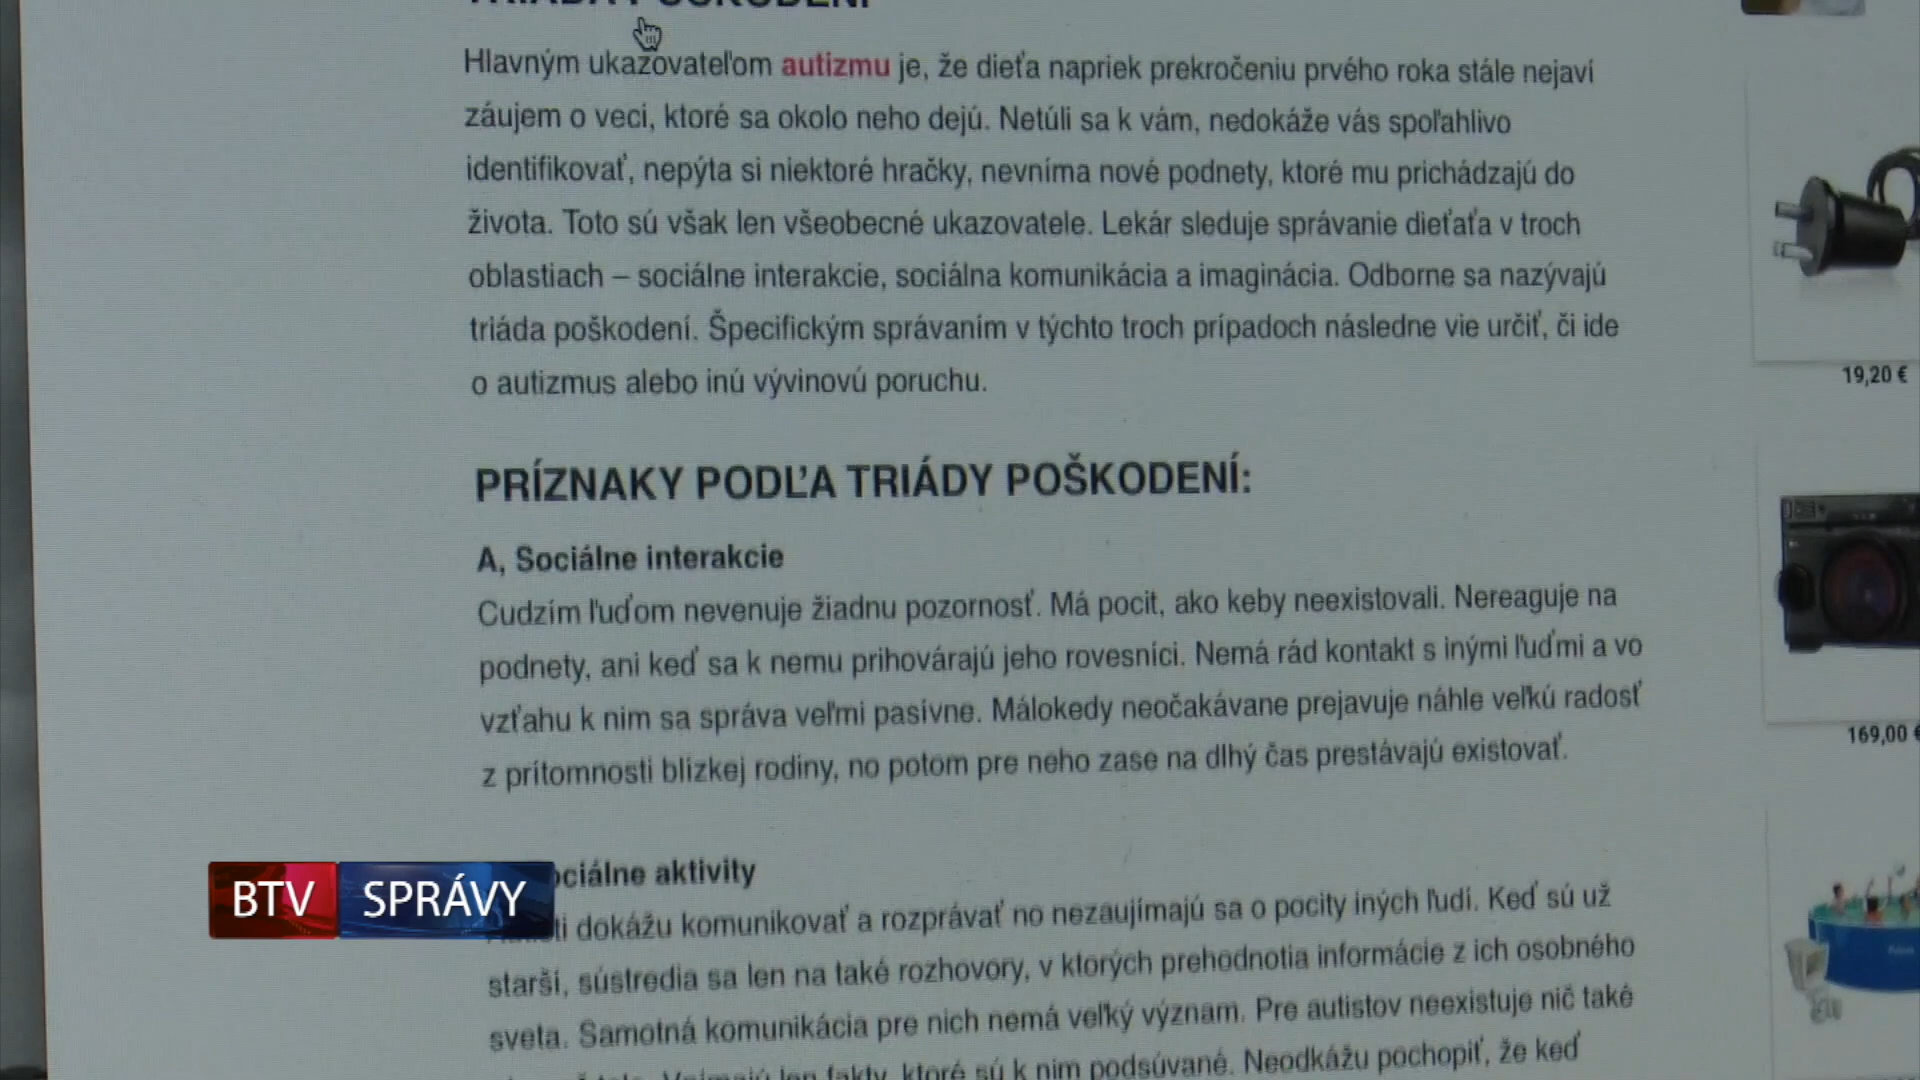 Hlavným ukazovateľom autizmu je, že dieťa napriek prekročeniu prvého roka stále nejaví
záujem o veci, ktoré sa okolo neho dejú. Netúli sa k vám, nedokáže vás spoľahlivo
identifikovať, nepýta si niektoré hračky, nevníma nové podnety, ktoré mu prichádzajú do
života. Toto sú však len všeobecné ukazovatele. Lekár sleduje správanie dieťaťa v troch
oblastiach – sociálne interakcie, sociálna komunikácia a imaginácia. Odborne sa nazývajú
triáda poškodení. Špecifickým správaním v týchto troch prípadoch následne vie určiť, či ide
o autizmus alebo inú vývinovú poruchu.
19,20 €
PRÍZNAKY PODĽA TRIÁDY POŠKODENÍ:
A, Sociálne interakcie
Cudzím ľuďom nevenuje žiadnu pozornosť. Má pocit, ako keby neexistovali. Nereaguje na
podnety, ani keď sa k nemu prihovárajú jeho rovesníci. Nemá rád kontakt s inými ľuďmi a vo
vzťahu k nim sa správa veľmi pasívne. Málokedy neočakávane prejavuje náhle veľkú radosť
z prítomnosti blízkej rodiny, no potom pre neho zase na dlhý čas prestávajú existovať.
169,00 €
ciálne aktivity
BTV SPRÁVY
ti dokážu komunikovať a rozprávať no nezaujímajú sa o pocity iných ľudí. Keď sú už
starší, sústredia sa len na také rozhovory, v ktorých prehodnotia informácie z ich osobného
sveta. Samotná komunikácia pre nich nemá veľký význam. Pre autistov neexistuje nič také
len fakty, ktoré sú k nim podsúvané. Neodkážu pochopiť, že keď